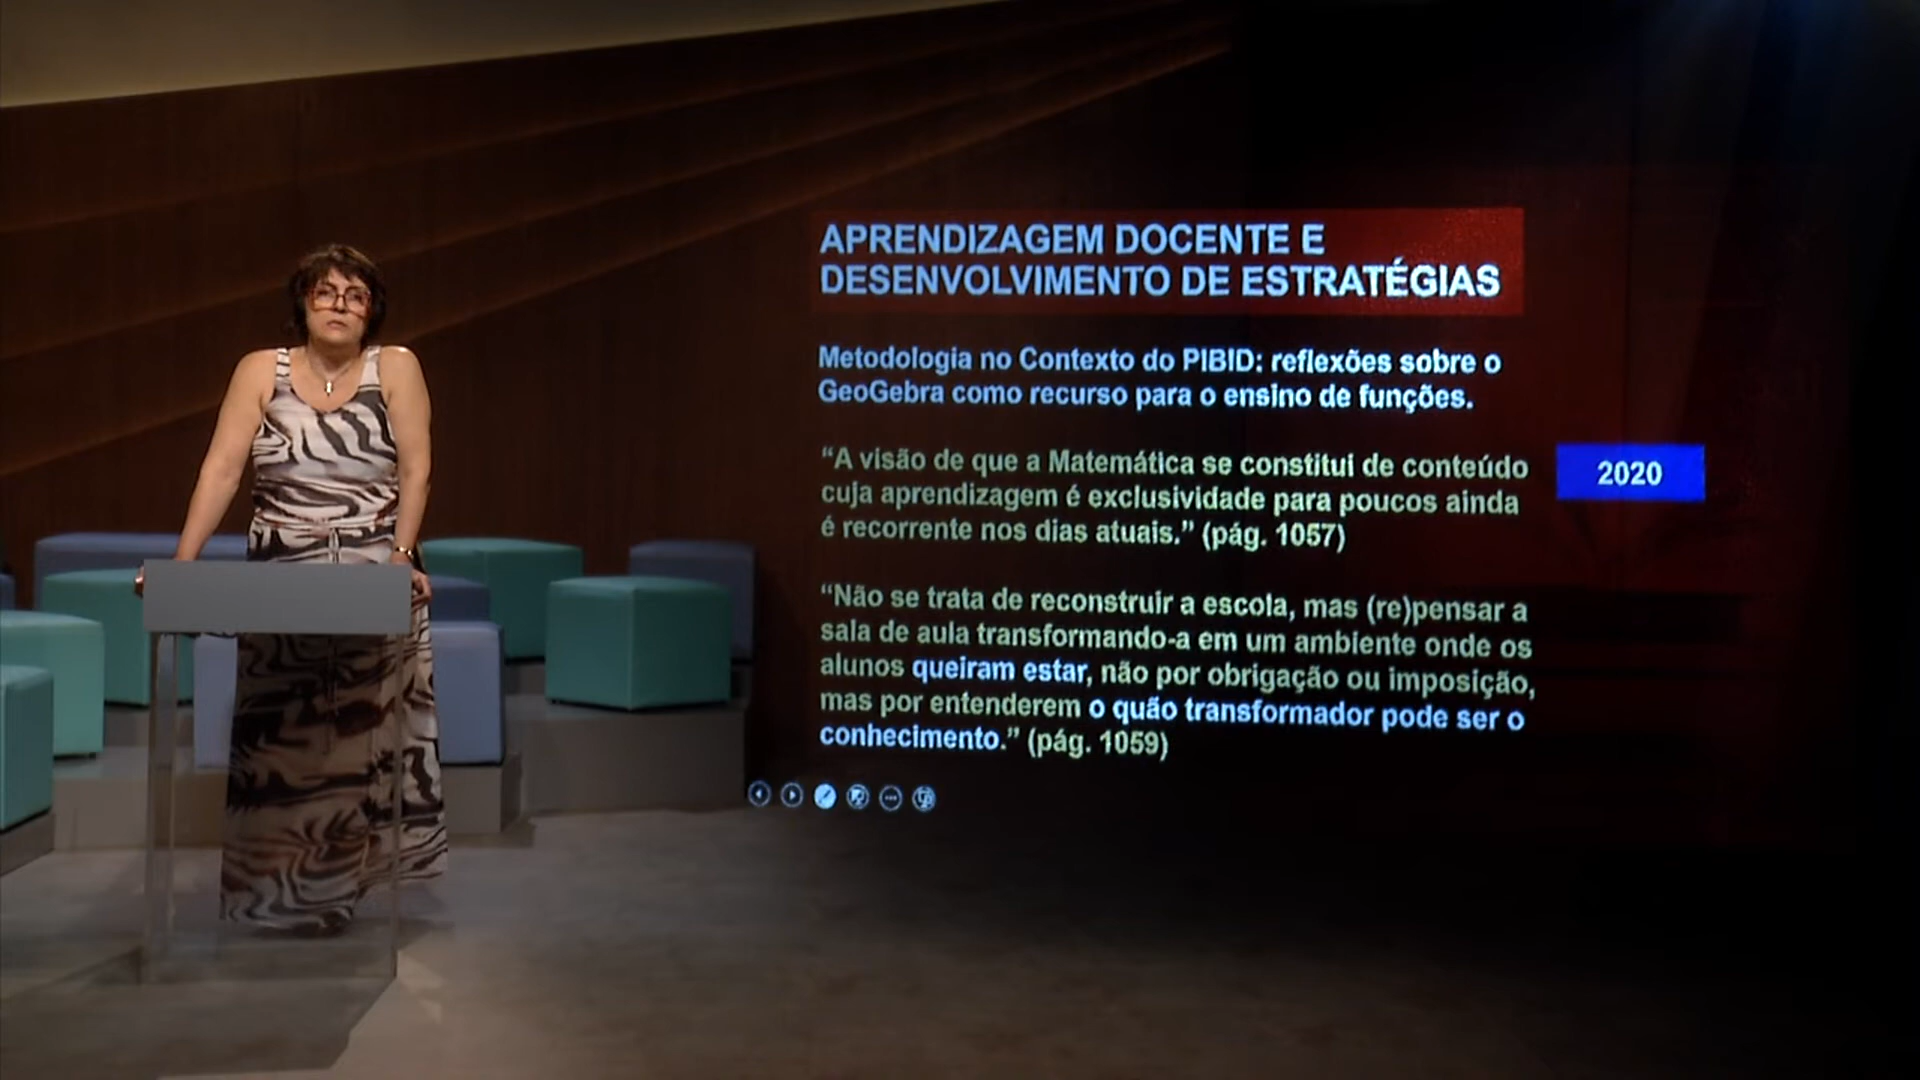 APRENDIZAGEM DOCENTE E
DESENVOLVIMENTO DE ESTRATÉGIAS
Metodologia no Contexto do PIBID: reflexões sobre o
GeoGebra como recurso para o ensino de funções.
“A visão de que a Matemática se constitui de conteúdo
cuja aprendizagem é exclusividade para poucos ainda
é recorrente nos dias atuais.” (pág. 1057)
2020
“Não se trata de reconstruir a escola, mas (re)pensar a
sala de aula transformando-a em um ambiente onde os
alunos queiram estar, não por obrigação ou imposição,
mas por entenderem o quão transformador pode ser o
conhecimento.” (pág. 1059)